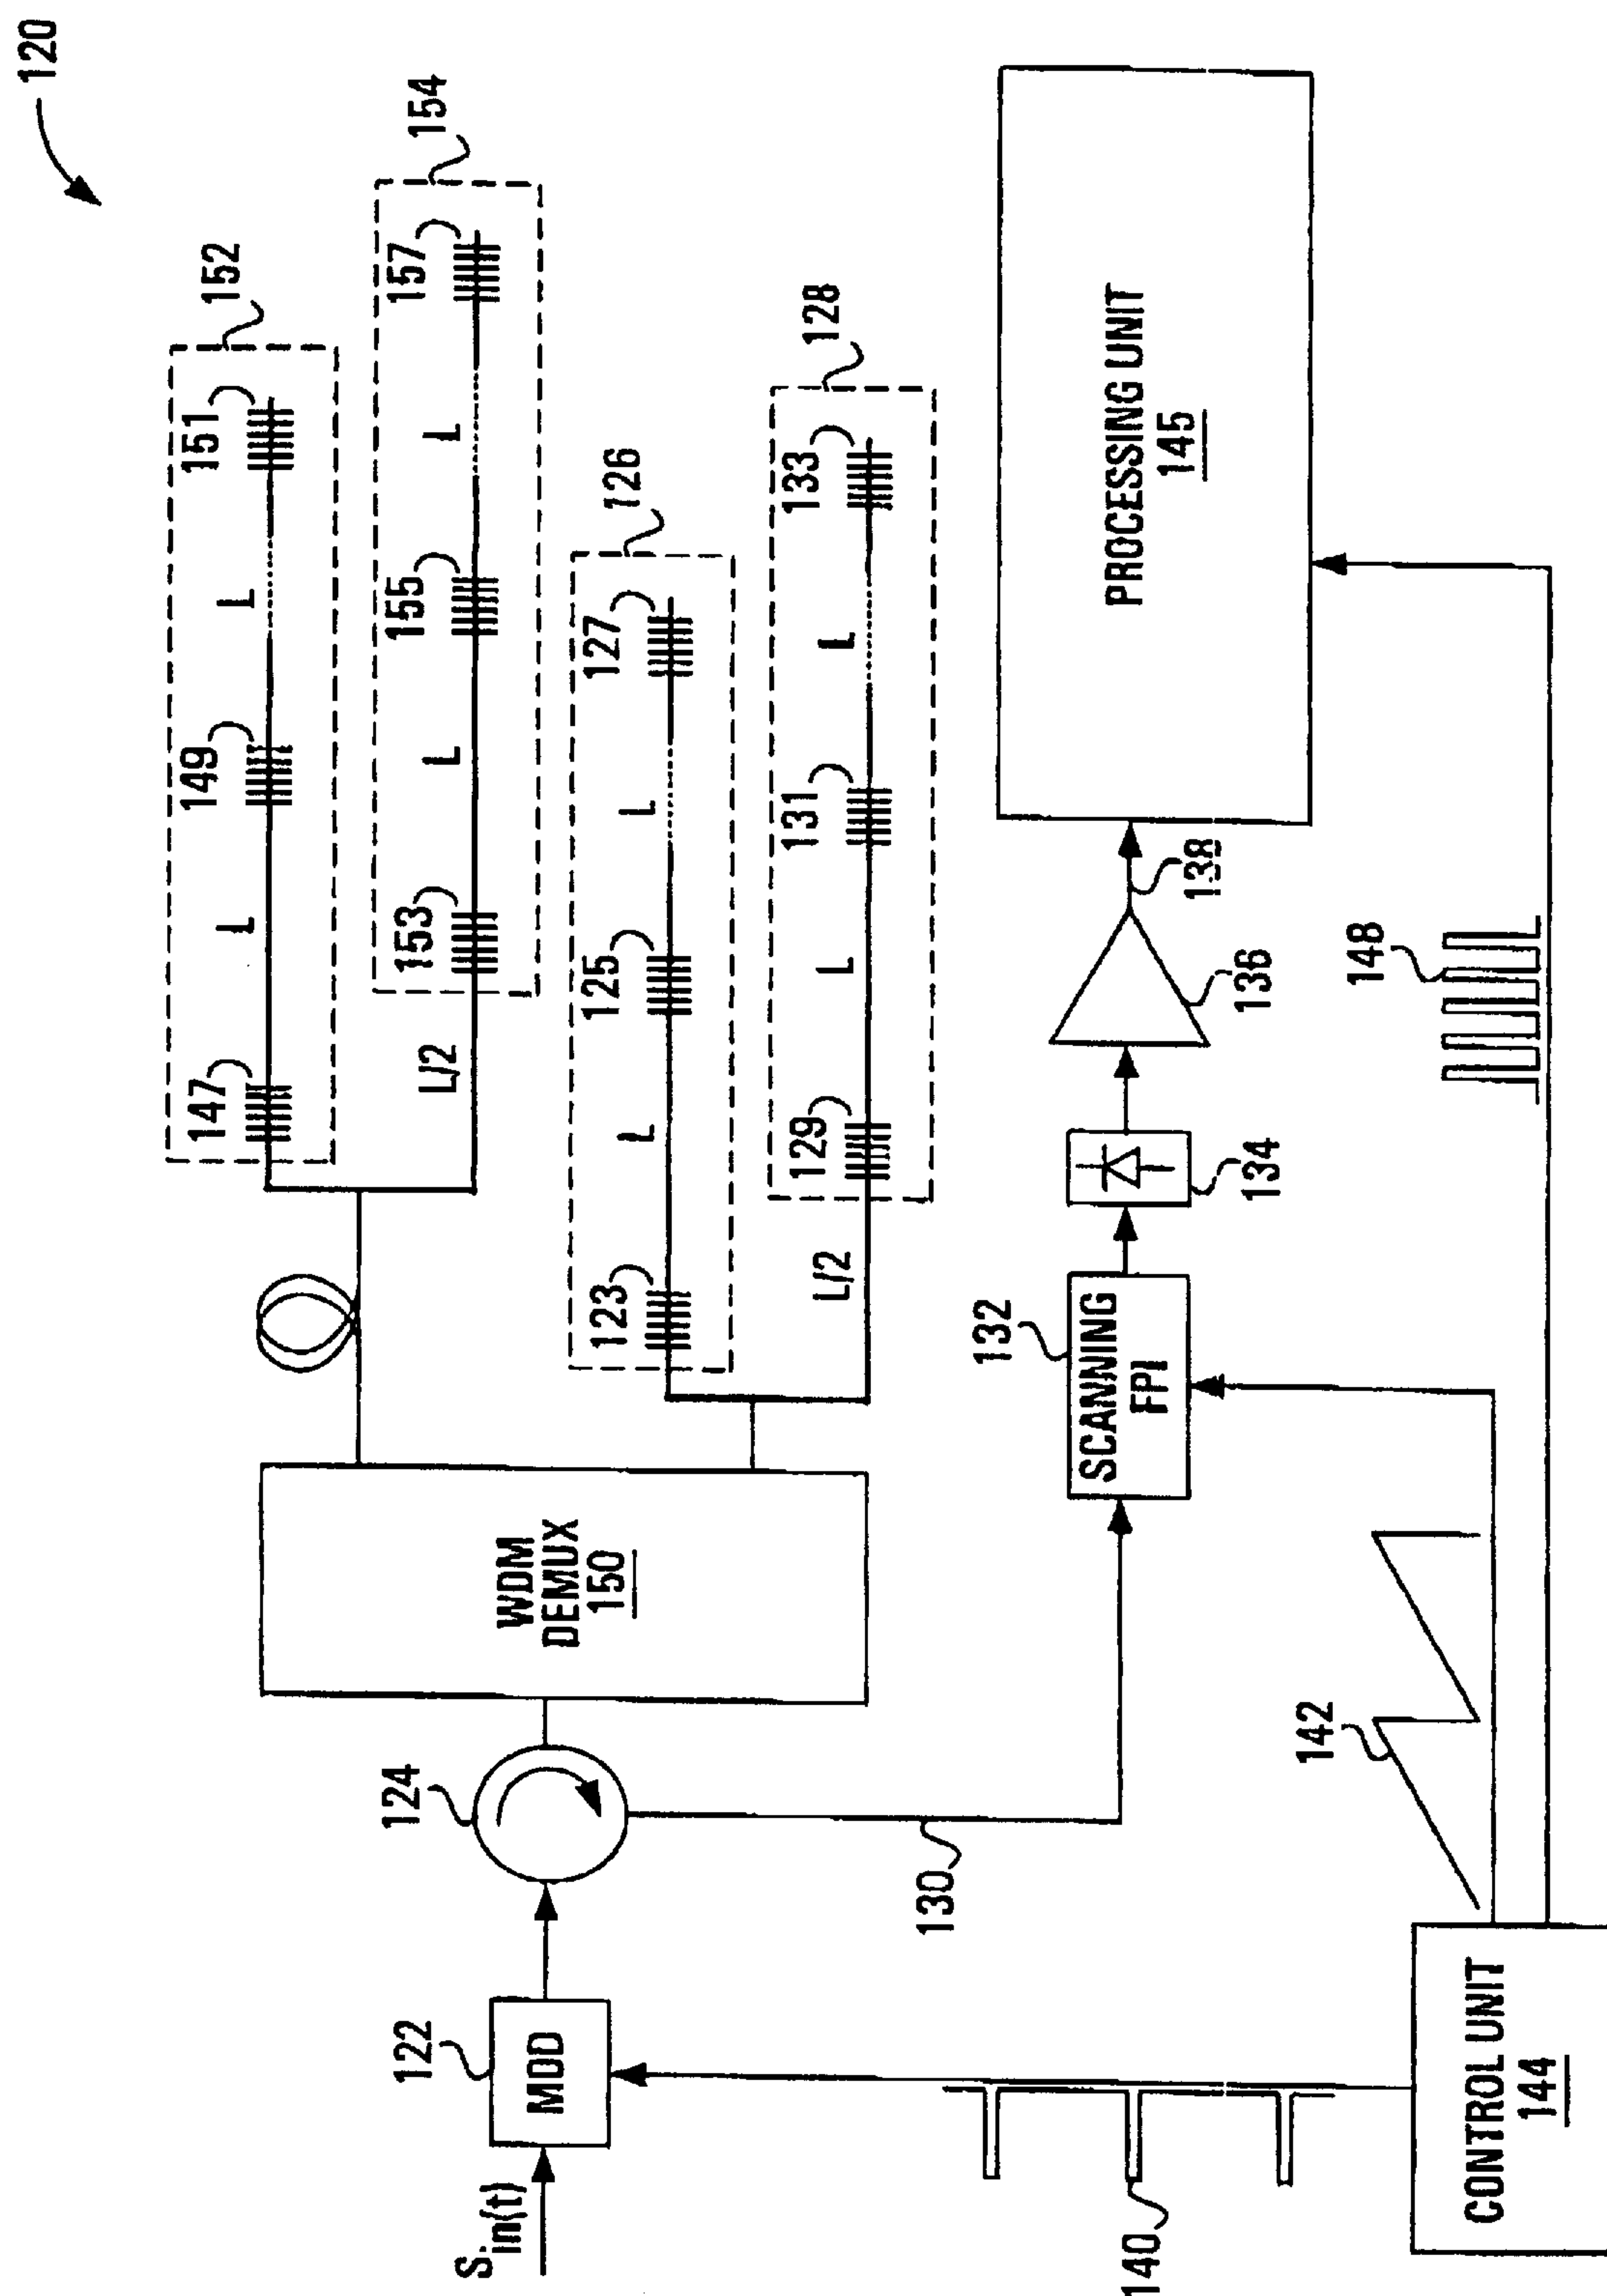 120
152
147
149
151
L
L
154
153
155
157
L/2
L
L
126
123
125
127
L
L
128
129
131
133
L/2
L
L
WDM
DEMUX
150
124
122
MOD
Sin(t)
130
132
SCANNING
FPI
134
136
138
PROCESSING UNIT
145
140
142
148
CONTROL UNIT
144